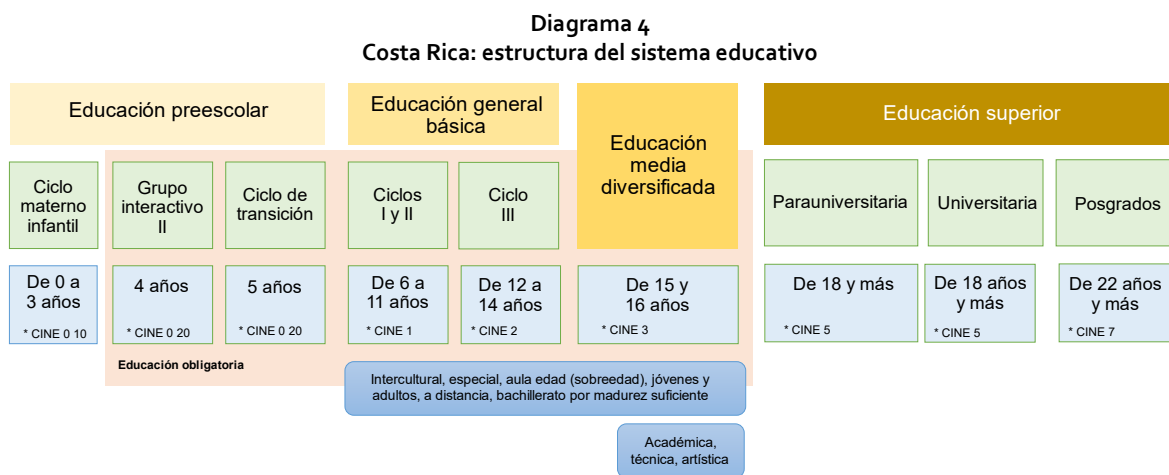 Diagrama 4
Costa Rica: estructura del sistema educativo
Educación preescolar
Educación general
básica
Educación
media
diversificada
Educación superior
Ciclo
materno
infantil
Grupo
interactivo
II
Ciclo de
transición
Ciclos
I y II
Ciclo
III
Parauniversitaria
Universitaria
Posgrados
De 0 a
3 años
* CINE 0 10
4 años
* CINE 0 20
5 años
* CINE 0 20
De 6 a
11 años
* CINE 1
De 12 a
14 años
* CINE 2
De 15 y
16 años
* CINE 3
De 18 y más
* CINE 5
De 18 años
y más
* CINE 5
De 22 años
y más
* CINE 7
Educación obligatoria
Intercultural, especial, aula edad (sobreedad), jóvenes y
adultos, a distancia, bachillerato por madurez suficiente
Académica,
técnica, artística